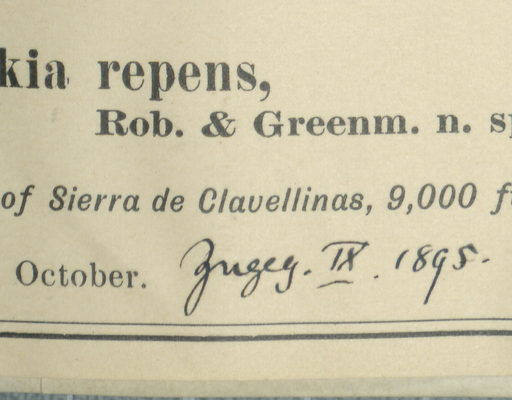 kia repens,
Rob. & Greenm. n. sp
of Sierra de Clavellinas, 9,000 f
October. Zugeg. IX. 1895.